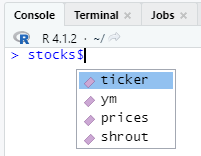 Console Terminal × Jobs ×
R 4.1.2 · ~/
> stocks$
ticker
ym
prices
shrout